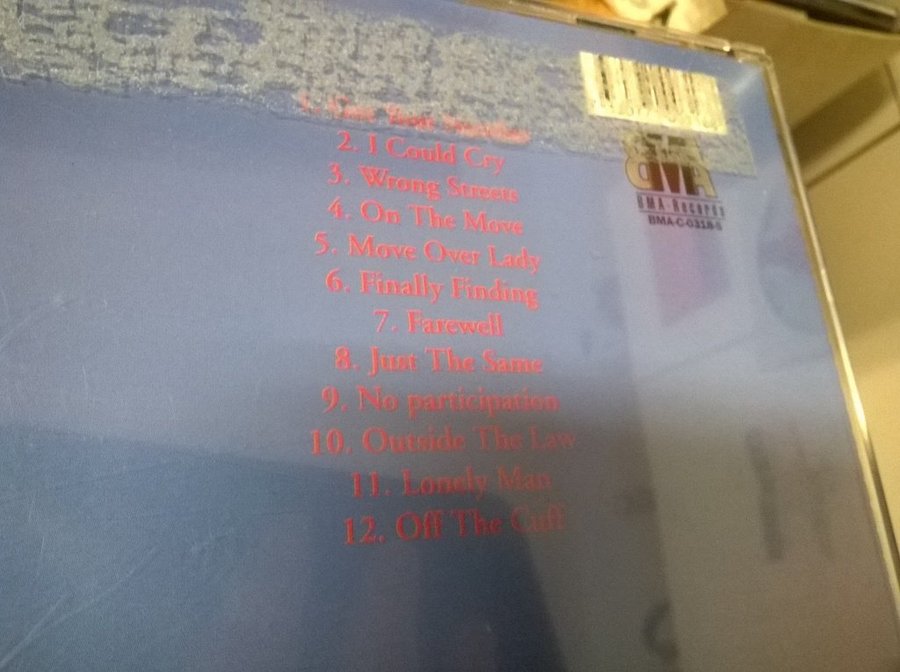 1.
2. I Could Cry
3. Wrong Streets
4. On The Move
5. Move Over Lady
6. Finally Finding
7. Farewell
8. Just The Same
9. No participation
10. Outside The Law
11. Lonely Man
12. Off The Cuff
BMA
BMA-Records